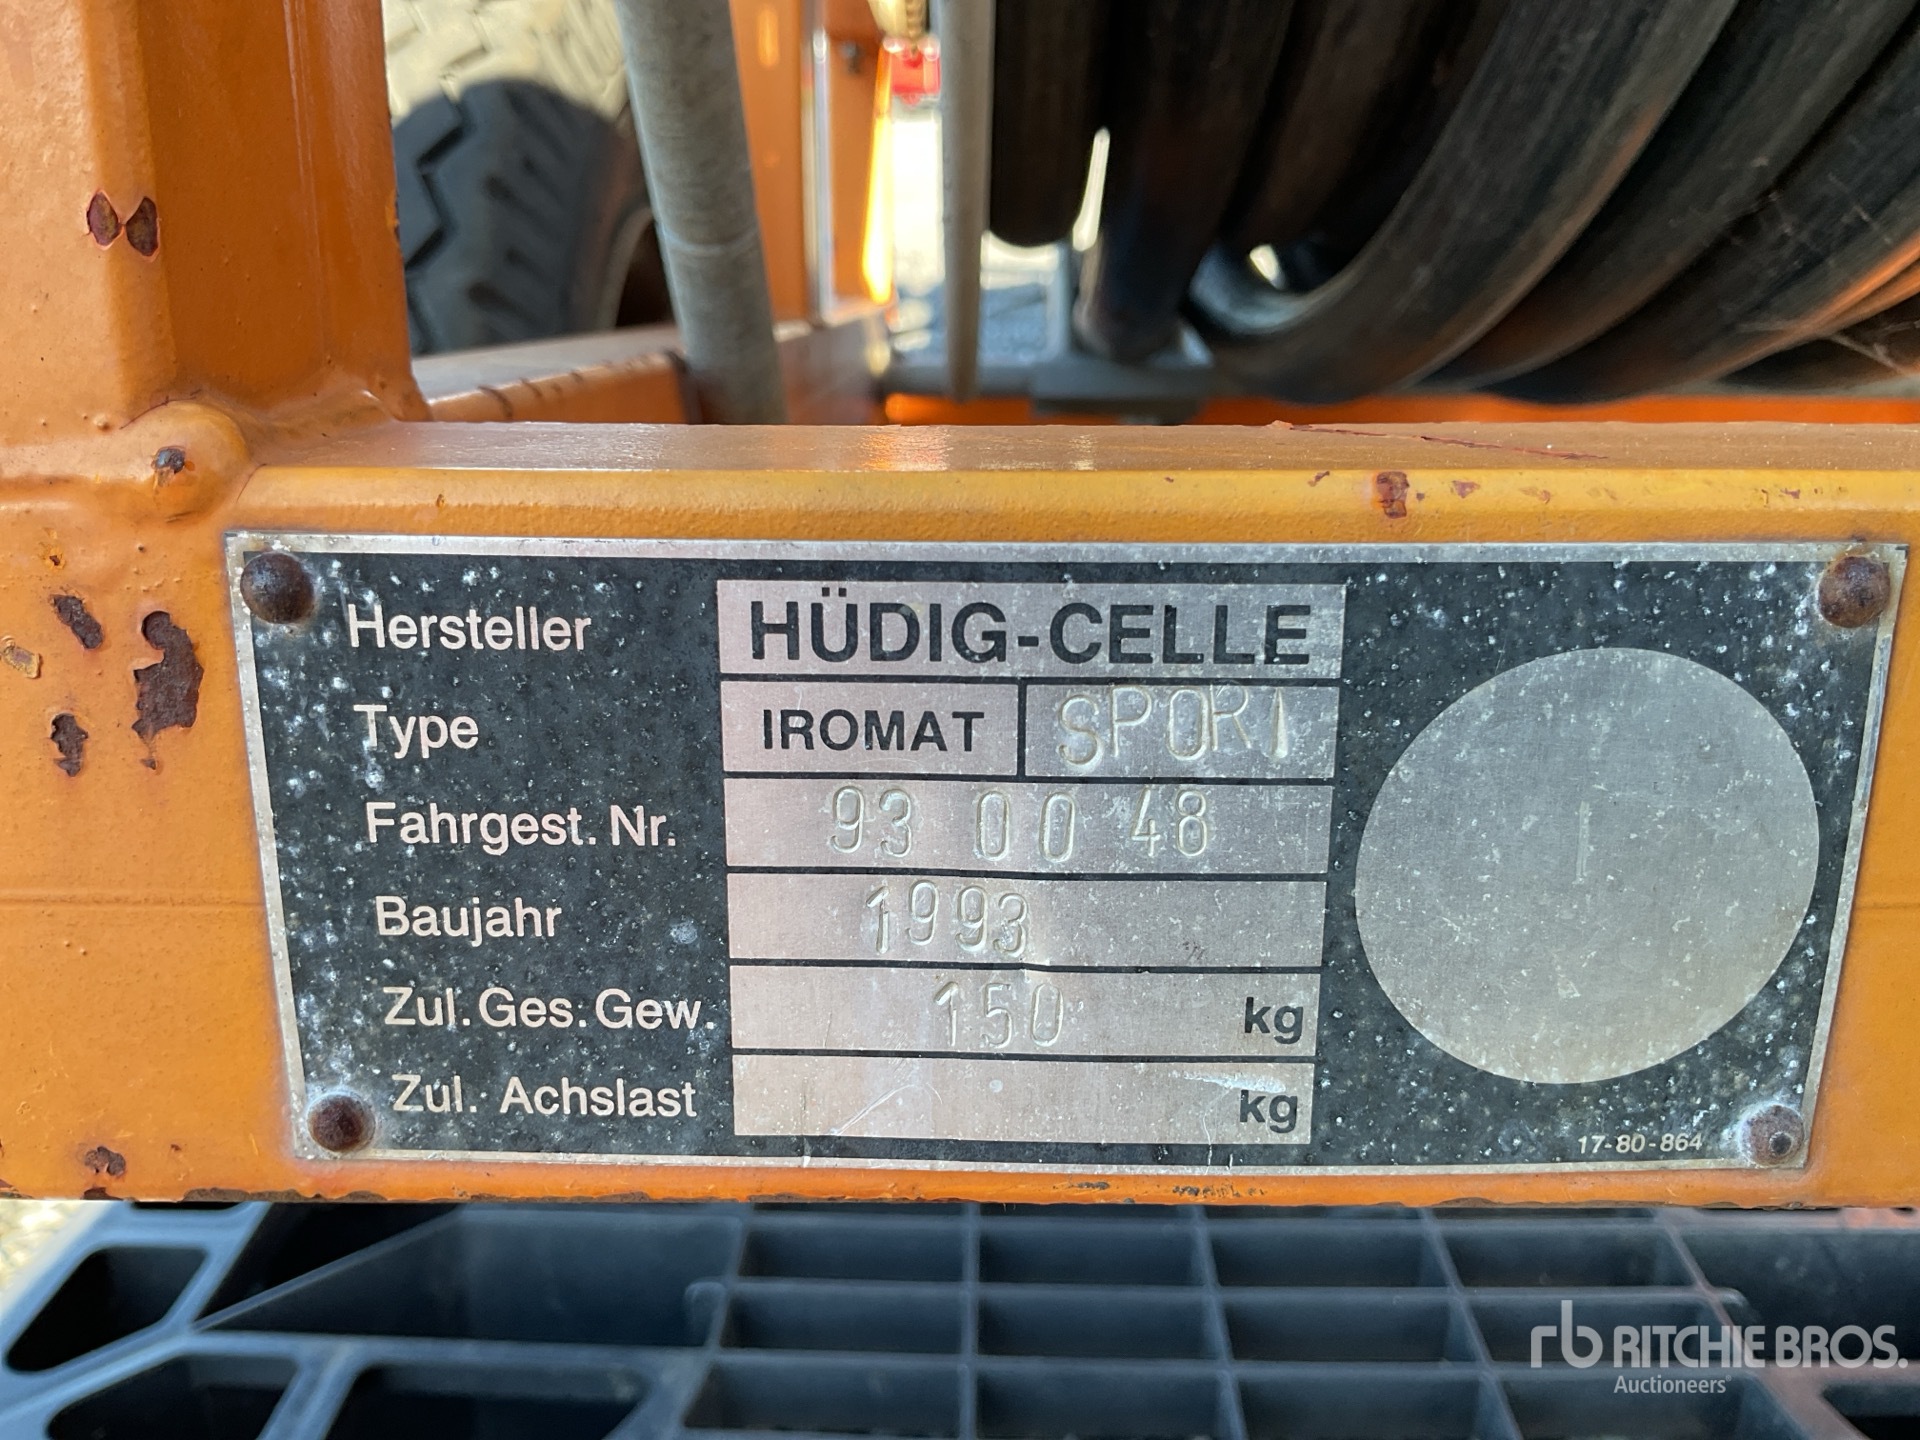 Hersteller HÜDIG-CELLE
Type IROMAT SPORT
Fahrgest. Nr. 93 00 48
Baujahr 1993
Zul. Ges. Gew. 150 kg
Zul. Achslast kg
17-80-864
rb RITCHIE BROS.
Auctioneers